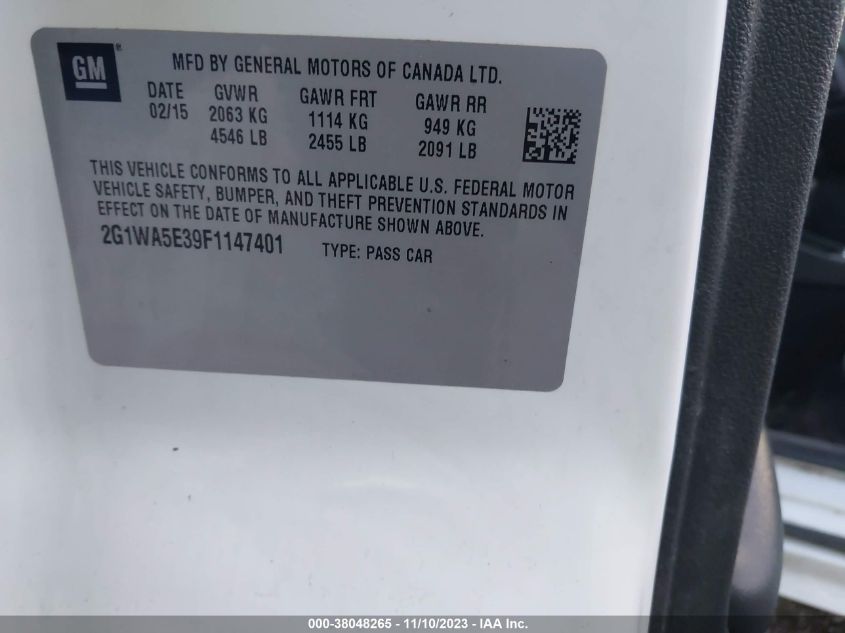 GM®
MFD BY GENERAL MOTORS OF CANADA LTD.
DATE GVWR GAWR FRT GAWR RR
02/15 2063 KG 1114 KG 949 KG
4546 LB 2455 LB 2091 LB
THIS VEHICLE CONFORMS TO ALL APPLICABLE U.S. FEDERAL MOTOR
VEHICLE SAFETY, BUMPER, AND THEFT PREVENTION STANDARDS IN
EFFECT ON THE DATE OF MANUFACTURE SHOWN ABOVE.
2G1WA5E39F1147401 TYPE: PASS CAR
000-38048265 - 11/10/2023 - IAA Inc.